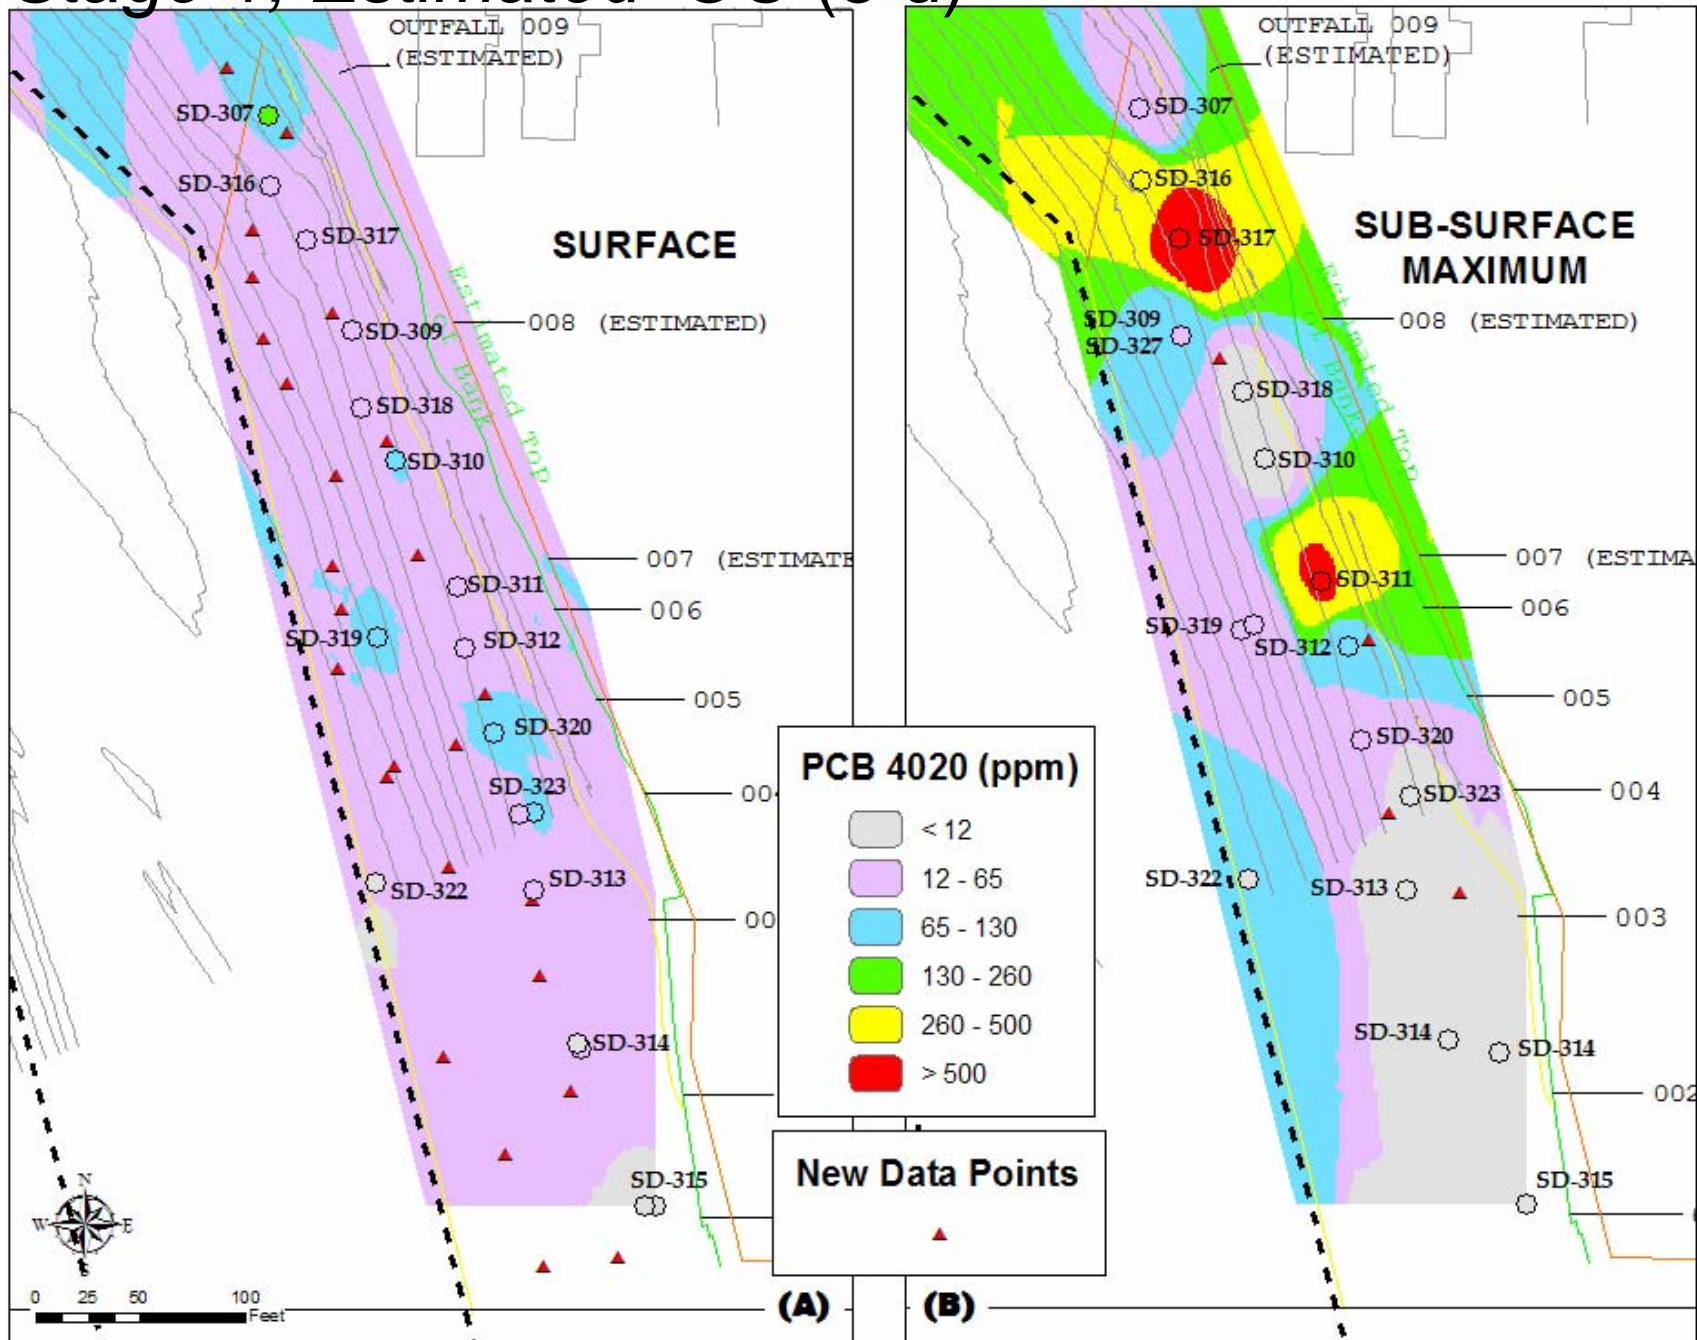 OUTFALL 009
(ESTIMATED)
SD-307
SD-316
SD-317
SURFACE
Estimated Top
of Bank
008 (ESTIMATED)
SD-309
SD-318
SD-310
007 (ESTIMATE
SD-311
006
SD-319
SD-312
005
SD-320
SD-323
004
SD-322
SD-313
00
SD-314
SD-315
N
W
E
S
0 25 50 100
Feet
(A)
OUTFALL 009
(ESTIMATED)
SD-307
SD-316
SD-317
SUB-SURFACE
MAXIMUM
Estimated Top
of Bank
008 (ESTIMATED)
SD-309
SD-327
SD-318
SD-310
007 (ESTIMA
SD-311
006
SD-319
SD-312
005
SD-320
SD-323
004
SD-322
SD-313
003
SD-314
SD-314
002
SD-315
(B)
PCB 4020 (ppm)
< 12
12 - 65
65 - 130
130 - 260
260 - 500
> 500
New Data Points